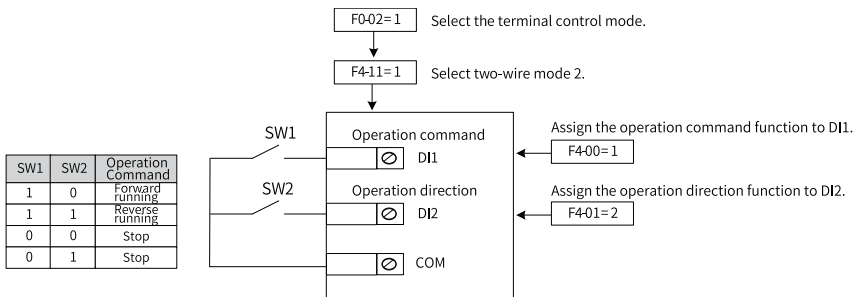 F0-02=1 Select the terminal control mode.
F4-11=1 Select two-wire mode 2.
SW1 Operation command
DI1
Assign the operation command function to DI1.
F4-00=1
SW2 Operation direction
DI2
Assign the operation direction function to DI2.
F4-01=2
COM
SW1 SW2 Operation Command
1 0 Forward running
1 1 Reverse running
0 0 Stop
0 1 Stop